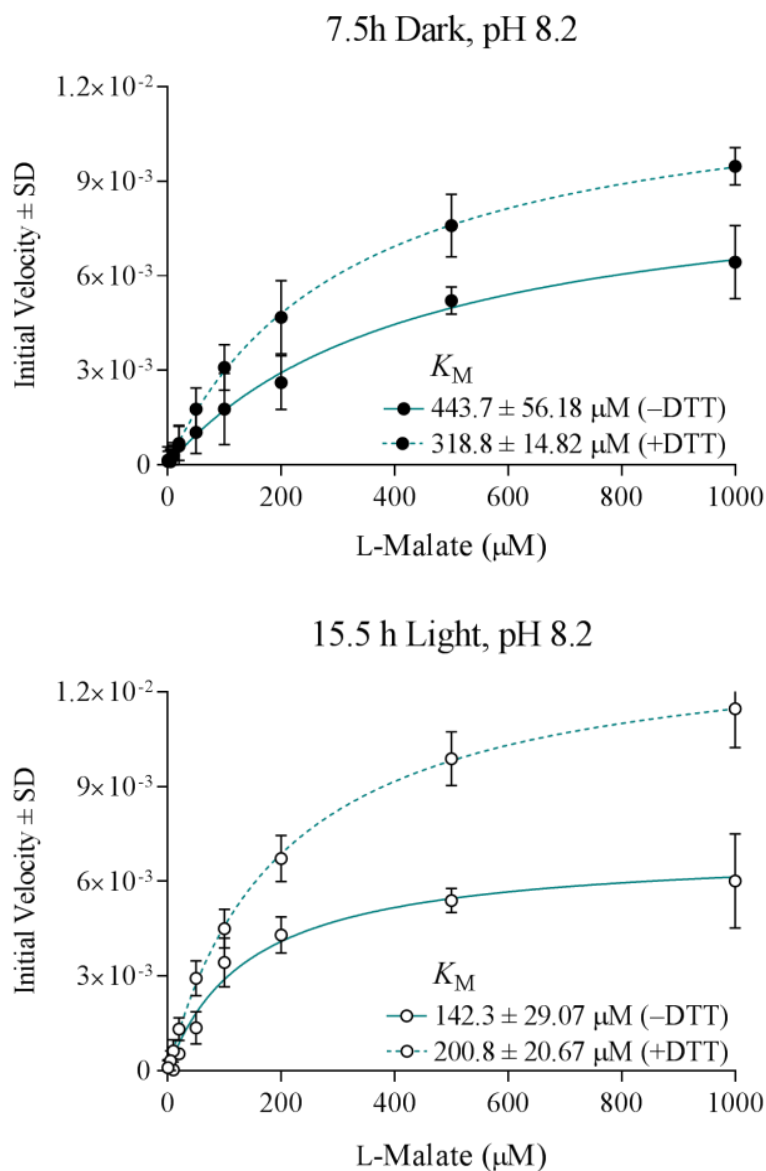 7.5h Dark, pH 8.2
1.2×10⁻²
9×10⁻³
6×10⁻³
3×10⁻³
0
Initial Velocity ± SD
K_M
443.7 ± 56.18 μM (–DTT)
318.8 ± 14.82 μM (+DTT)
0 200 400 600 800 1000
L-Malate (μM)
15.5 h Light, pH 8.2
1.2×10⁻²
9×10⁻³
6×10⁻³
3×10⁻³
0
Initial Velocity ± SD
K_M
142.3 ± 29.07 μM (–DTT)
200.8 ± 20.67 μM (+DTT)
0 200 400 600 800 1000
L-Malate (μM)